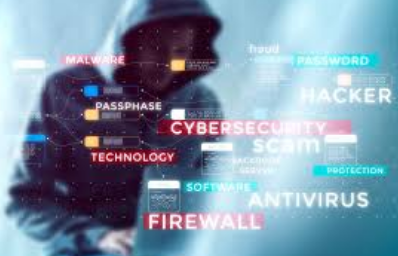 fraud
MALWARE
PASSWORD
HACKER
PASSPHASE
CYBERSECURITY
scam
TECHNOLOGY
PROTECTION
SOFTWARE
ANTIVIRUS
FIREWALL